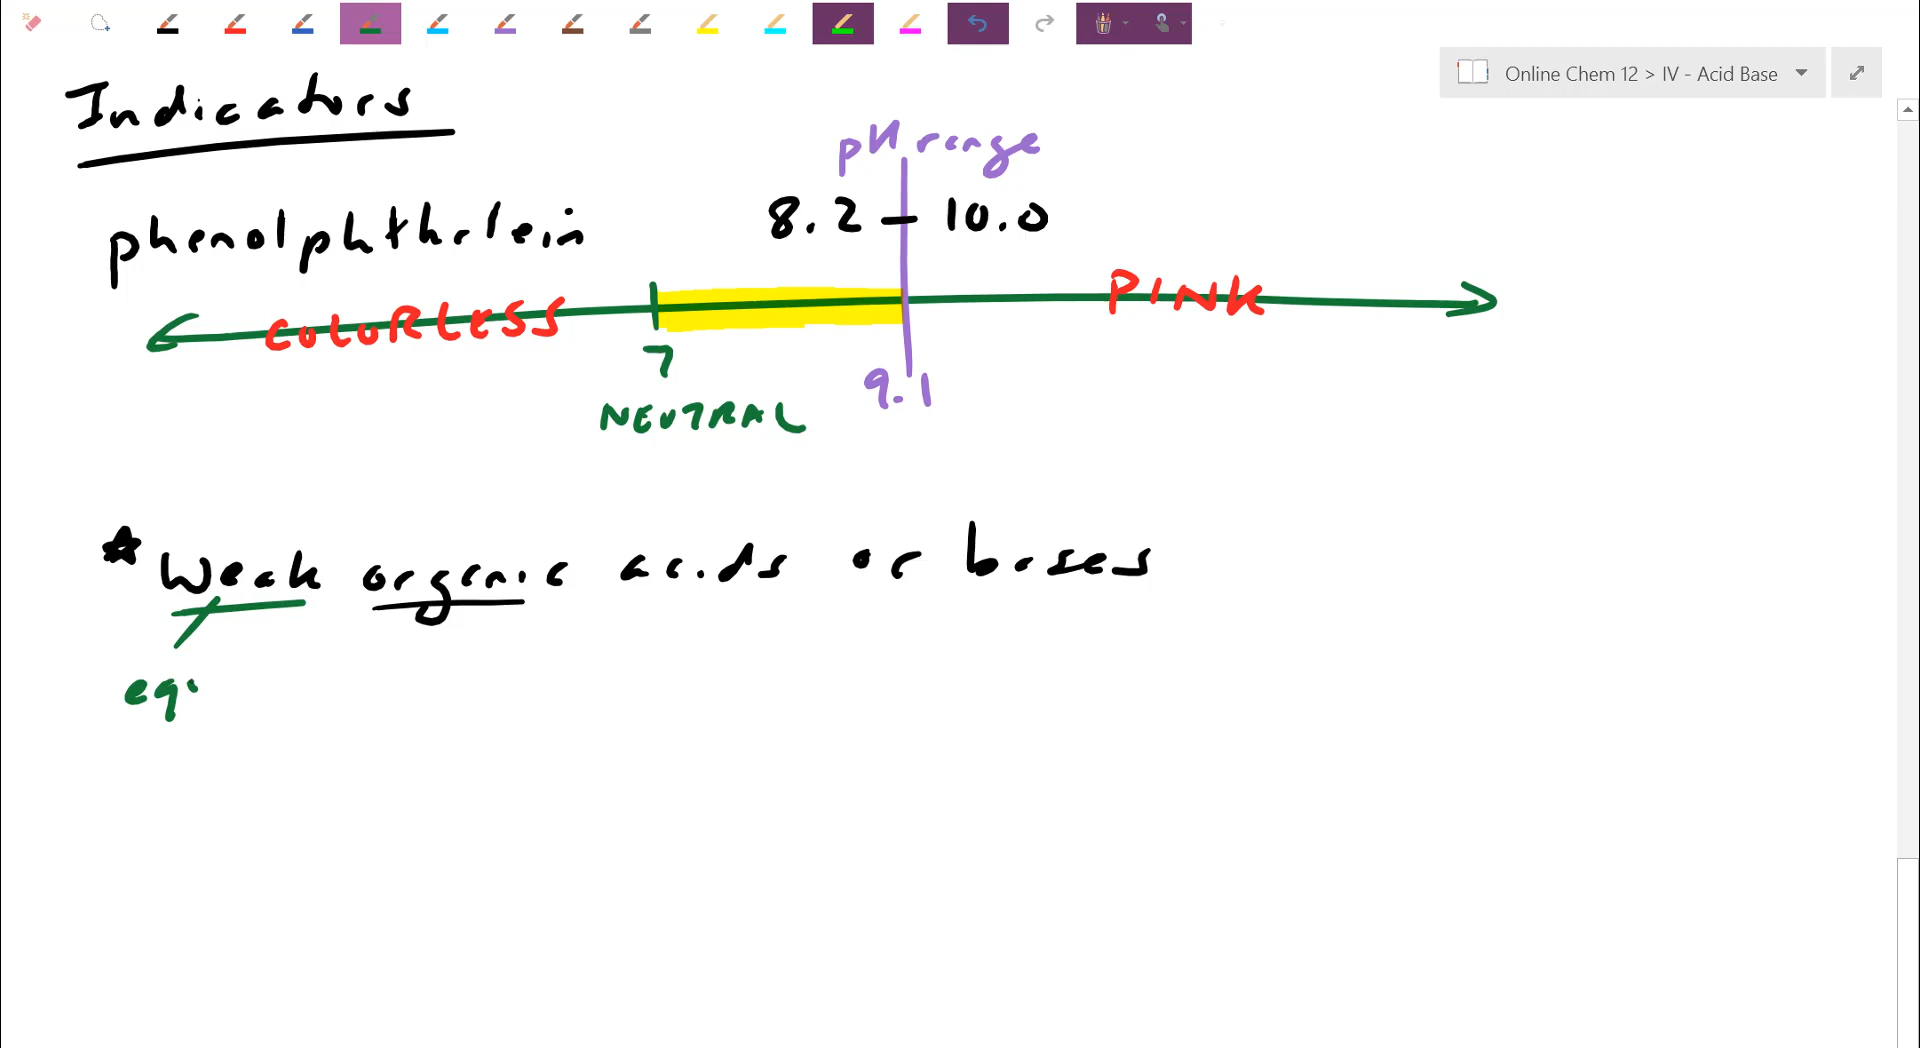 Online Chem 12 > IV - Acid Base
Indicators
pH range
phenolphthalein 8.2 - 10.0
COLORLESS PINK
7 9.1
NEUTRAL
Weak organic acids or bases
eq